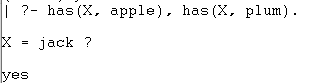 | ?- has(X, apple), has(X, plum).
X = jack ?
yes